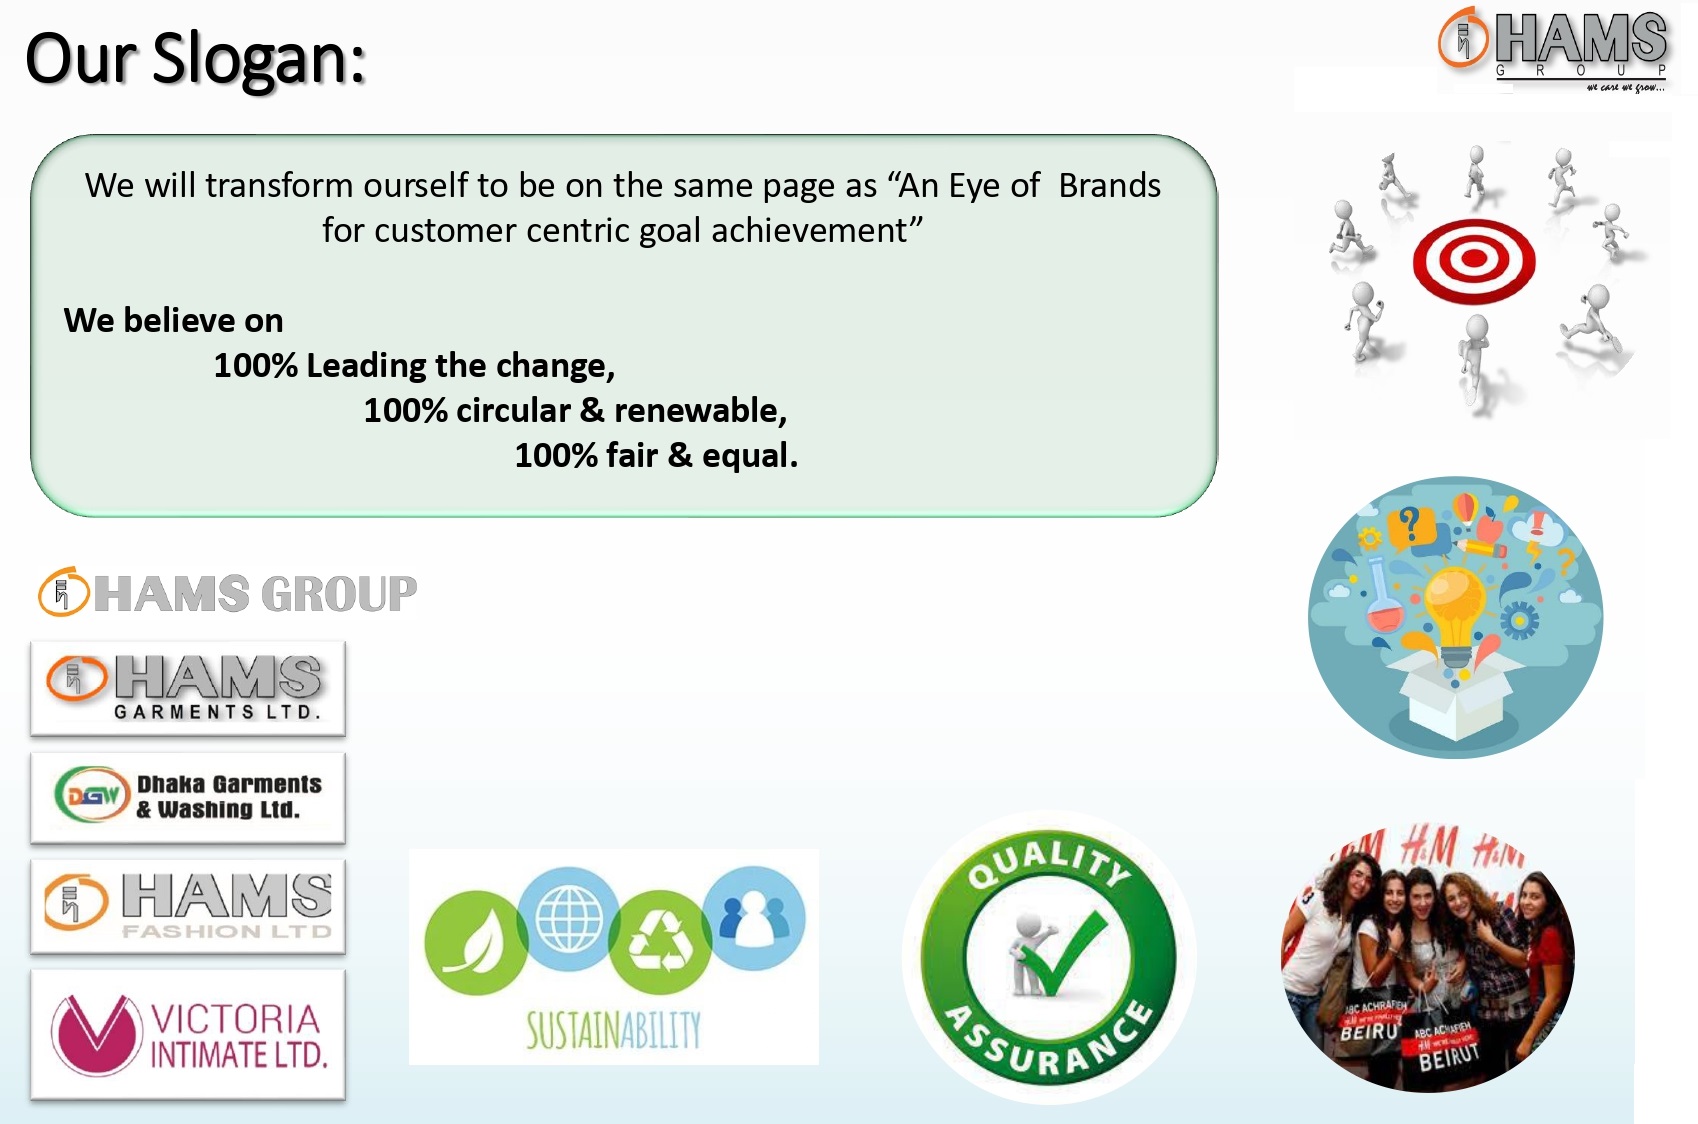 Our Slogan:
HAMS
GROUP
we care we grow...
We will transform ourself to be on the same page as “An Eye of  Brands
for customer centric goal achievement”
We believe on
100% Leading the change,
100% circular & renewable,
100% fair & equal.
HAMS GROUP
HAMS
GARMENTS LTD.
DGW
Dhaka Garments
& Washing Ltd.
HAMS
FASHION LTD
VICTORIA
INTIMATE LTD.
SUSTAINABILITY
QUALITY
ASSURANCE
H&M H&M
ABC ACHRAFIEH
BEIRU
ABC ACHRAFIEH
BEIRUT